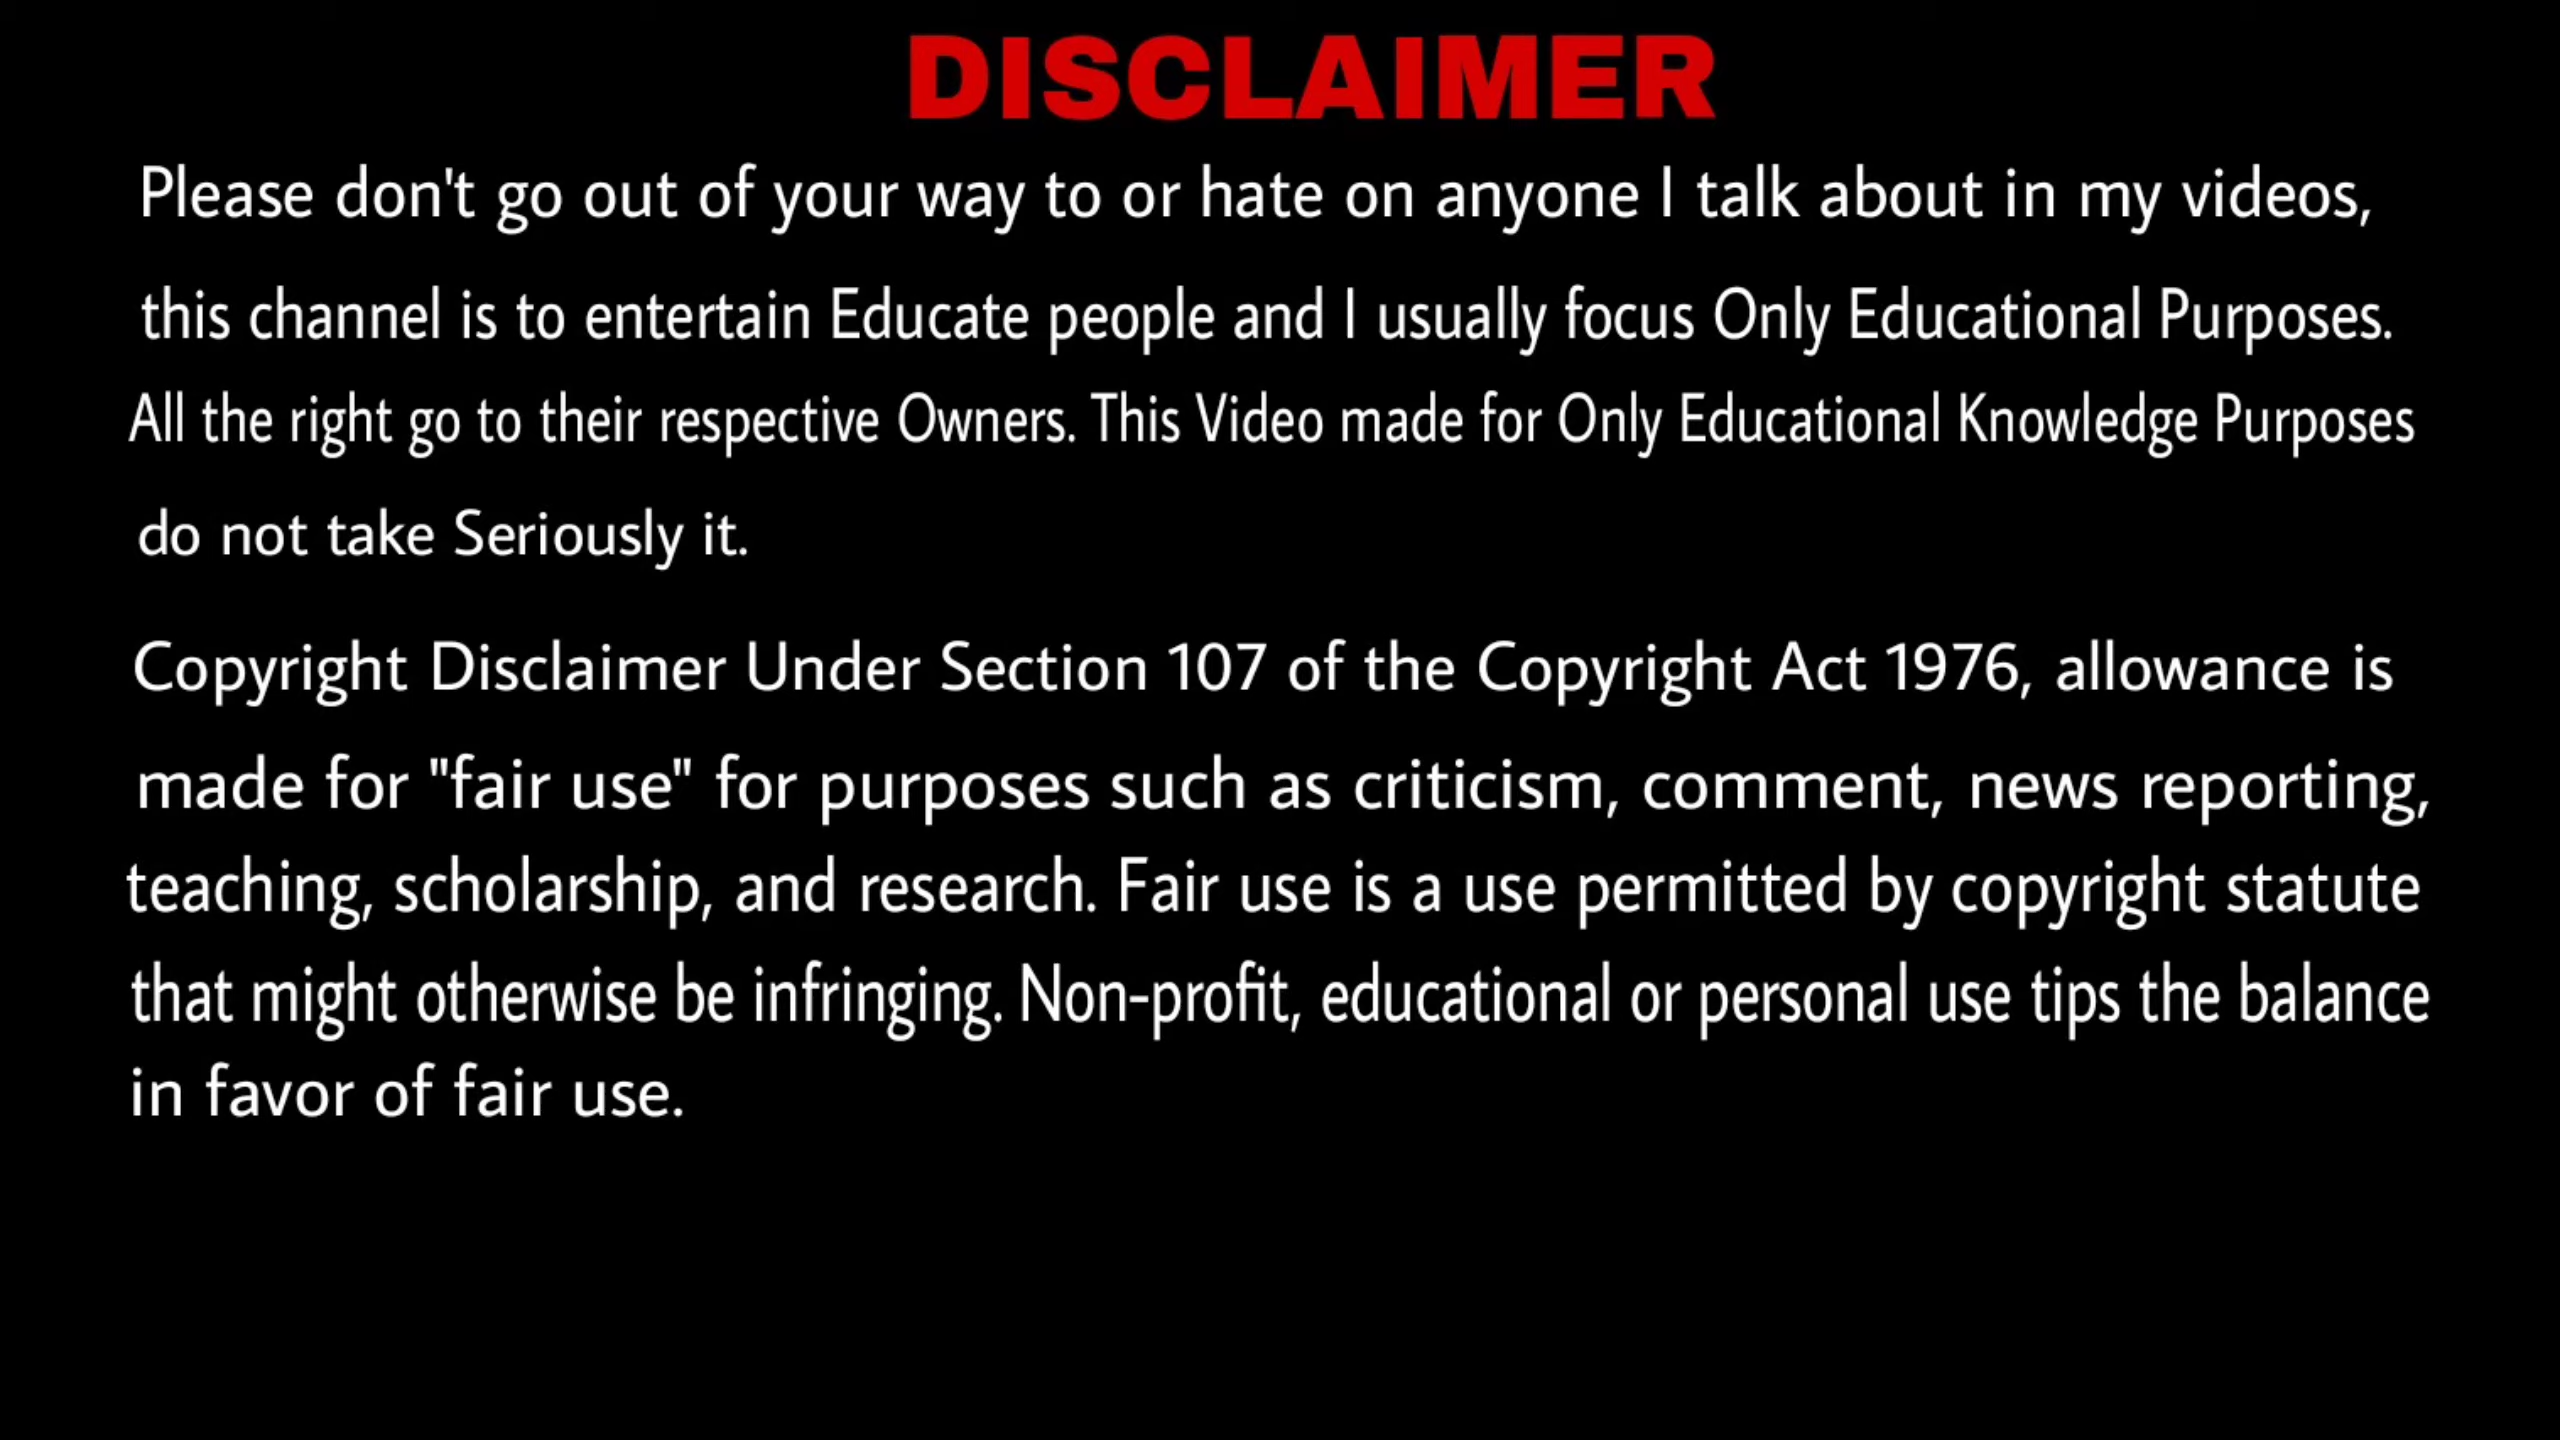 DISCLAIMER
Please don't go out of your way to or hate on anyone I talk about in my videos,
this channel is to entertain Educate people and I usually focus Only Educational Purposes.
All the right go to their respective Owners. This Video made for Only Educational Knowledge Purposes
do not take Seriously it.
Copyright Disclaimer Under Section 107 of the Copyright Act 1976, allowance is
made for "fair use" for purposes such as criticism, comment, news reporting,
teaching, scholarship, and research. Fair use is a use permitted by copyright statute
that might otherwise be infringing. Non-profit, educational or personal use tips the balance
in favor of fair use.